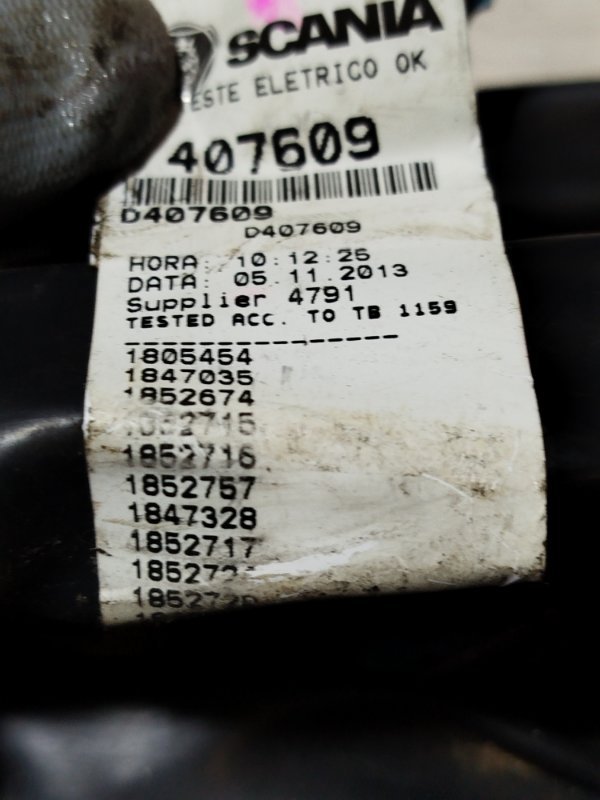 SCANIA
ESTE ELETRICO OK
407609
D407609
D407609
HORA: 10:12:25
DATA: 05.11.2013
Supplier 4791
TESTED ACC. TO TB 1159
---------------
1805454
1847035
1852674
1852716
1852757
1847328
1852717